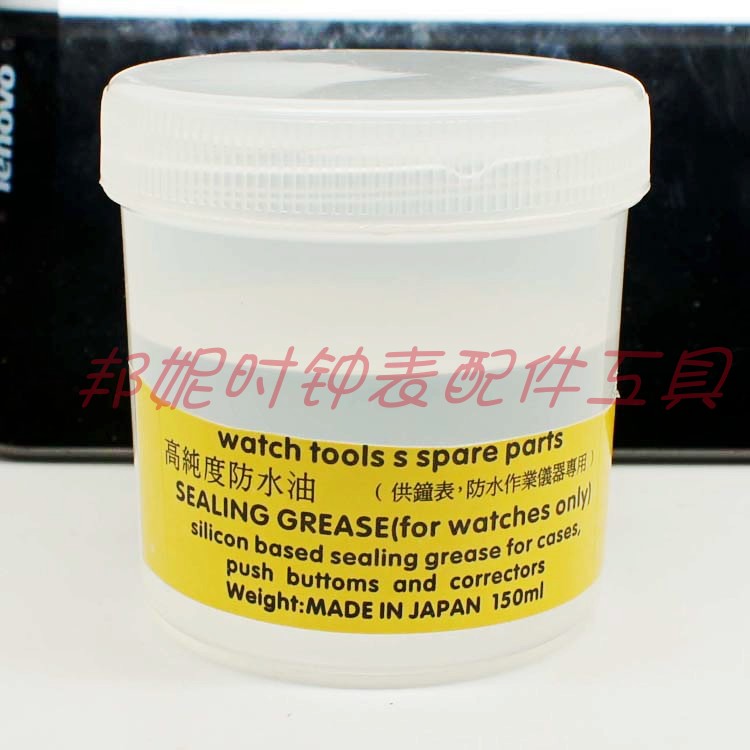 lenovo
邦妮时钟表配件工具
watch tools s spare parts
高純度防水油 （供鐘表，防水作業儀器專用）
SEALING GREASE(for watches only)
silicon based sealing grease for cases,
push buttoms and correctors
Weight:MADE IN JAPAN 150ml